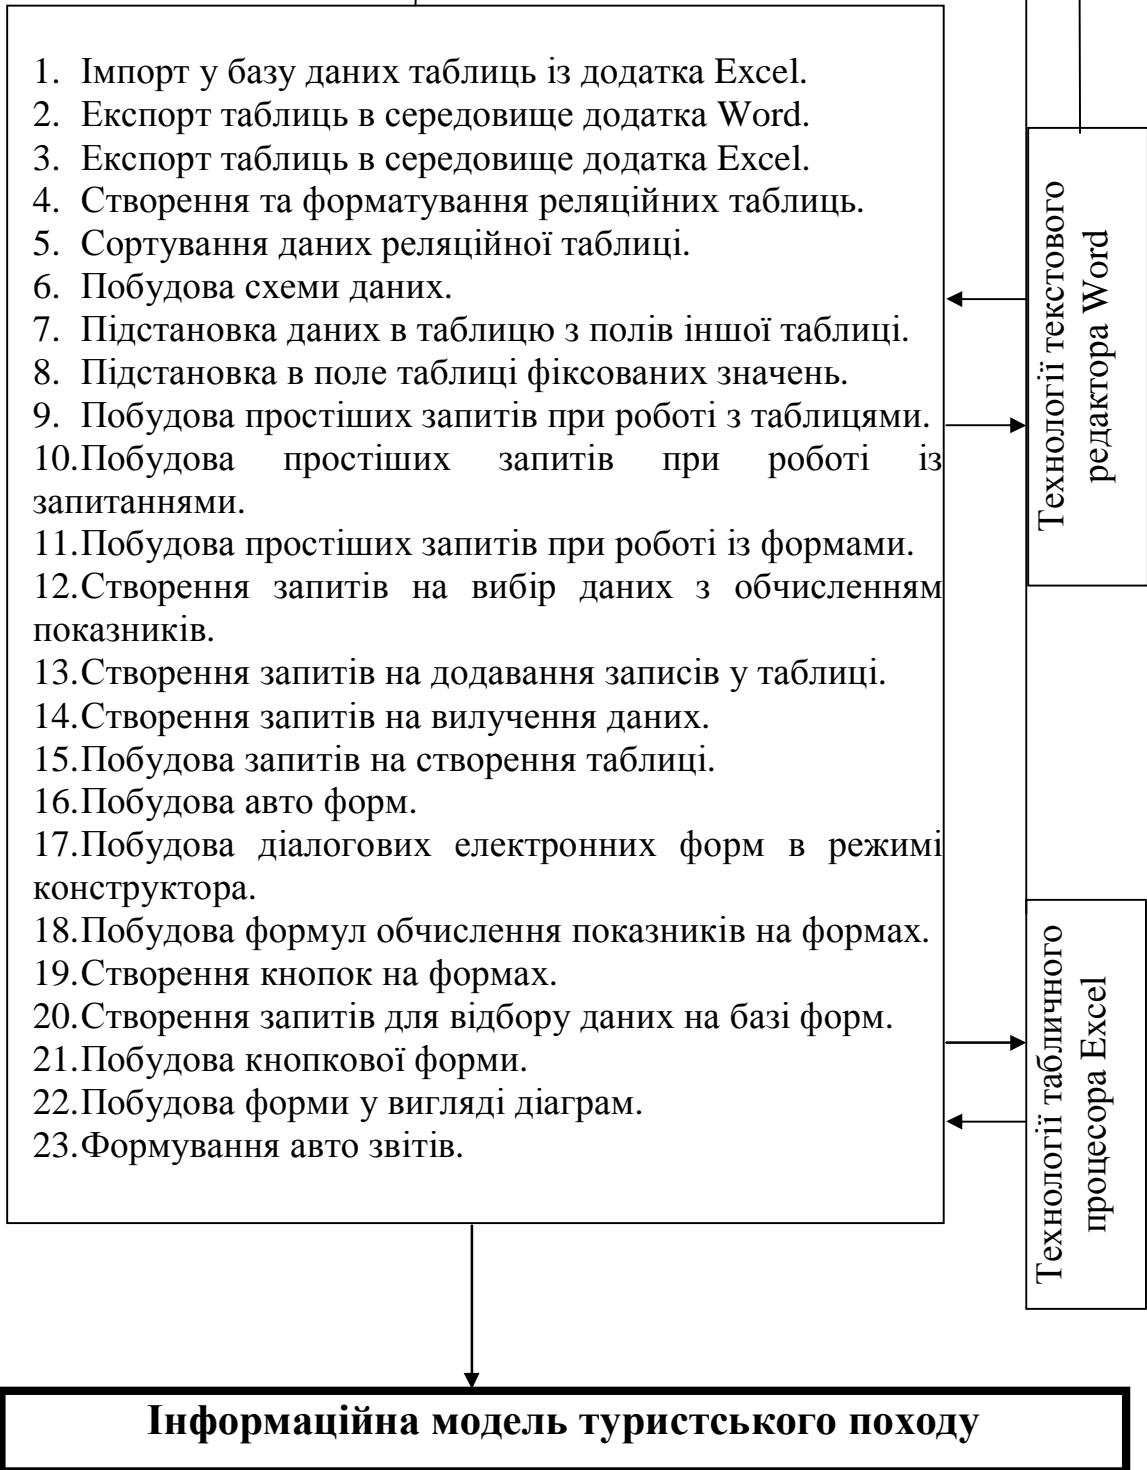 1. Імпорт у базу даних таблиць із додатка Excel.
2. Експорт таблиць в середовище додатка Word.
3. Експорт таблиць в середовище додатка Excel.
4. Створення та форматування реляційних таблиць.
5. Сортування даних реляційної таблиці.
6. Побудова схеми даних.
7. Підстановка даних в таблицю з полів іншої таблиці.
8. Підстановка в поле таблиці фіксованих значень.
9. Побудова простіших запитів при роботі з таблицями.
10.Побудова простіших запитів при роботі із
запитаннями.
11.Побудова простіших запитів при роботі із формами.
12.Створення запитів на вибір даних з обчисленням
показників.
13.Створення запитів на додавання записів у таблиці.
14.Створення запитів на вилучення даних.
15.Побудова запитів на створення таблиці.
16.Побудова авто форм.
17.Побудова діалогових електронних форм в режимі
конструктора.
18.Побудова формул обчислення показників на формах.
19.Створення кнопок на формах.
20.Створення запитів для відбору даних на базі форм.
21.Побудова кнопкової форми.
22.Побудова форми у вигляді діаграм.
23.Формування авто звітів.
Технології текстового
редактора Word
Технології табличного
процесора Excel
Інформаційна модель туристського походу